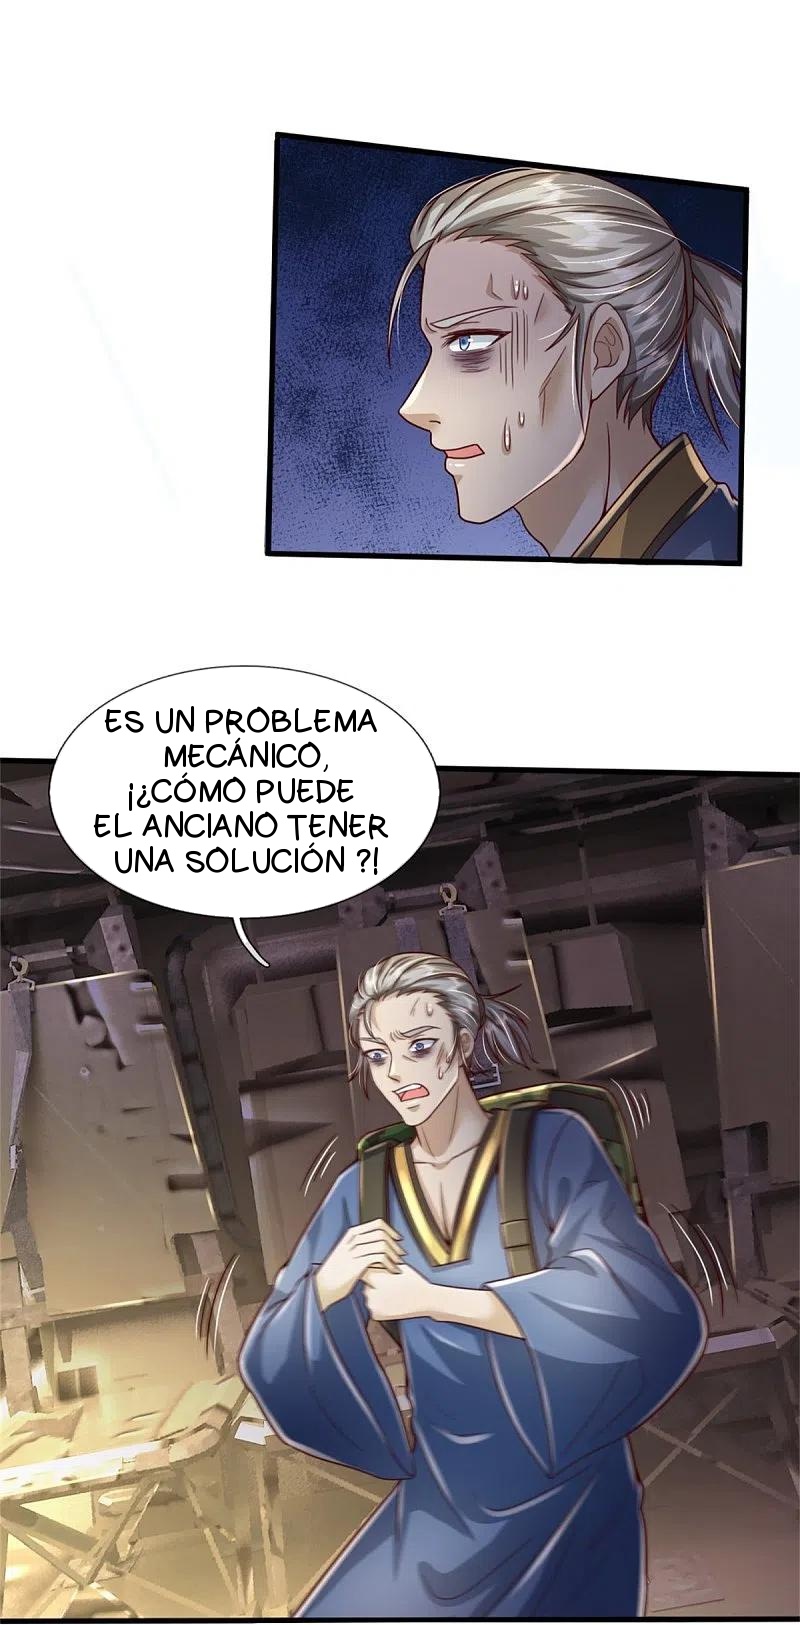 ES UN PROBLEMA
MECÁNICO,
¡¿CÓMO PUEDE
EL ANCIANO TENER
UNA SOLUCIÓN ?!